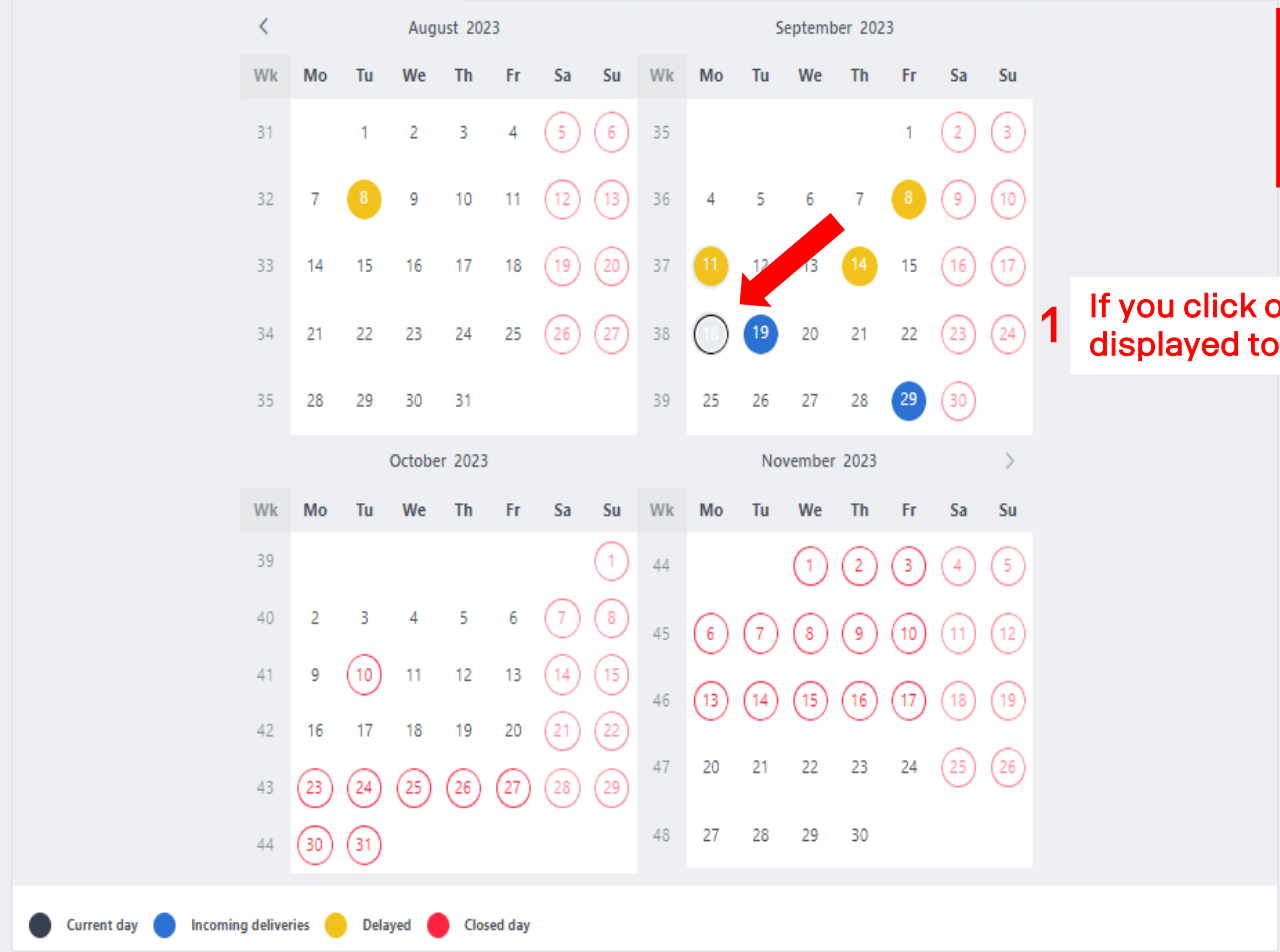 August 2023
September 2023
Wk Mo Tu We Th Fr Sa Su Wk Mo Tu We Th Fr Sa Su
31 1 2 3 4 5 6 35 1 2 3
32 7 8 9 10 11 12 13 36 4 5 6 7 8 9 10
33 14 15 16 17 18 19 20 37 11 12 13 14 15 16 17
34 21 22 23 24 25 26 27 38 18 19 20 21 22 23 24
35 28 29 30 31 39 25 26 27 28 29 30
1 If you click
displayed to
October 2023
November 2023
Wk Mo Tu We Th Fr Sa Su Wk Mo Tu We Th Fr Sa Su
39 1 44 1 2 3 4 5
40 2 3 4 5 6 7 8 45 6 7 8 9 10 11 12
41 9 10 11 12 13 14 15 46 13 14 15 16 17 18 19
42 16 17 18 19 20 21 22 47 20 21 22 23 24 25 26
43 23 24 25 26 27 28 29 48 27 28 29 30
44 30 31
Current day Incoming deliveries Delayed Closed day